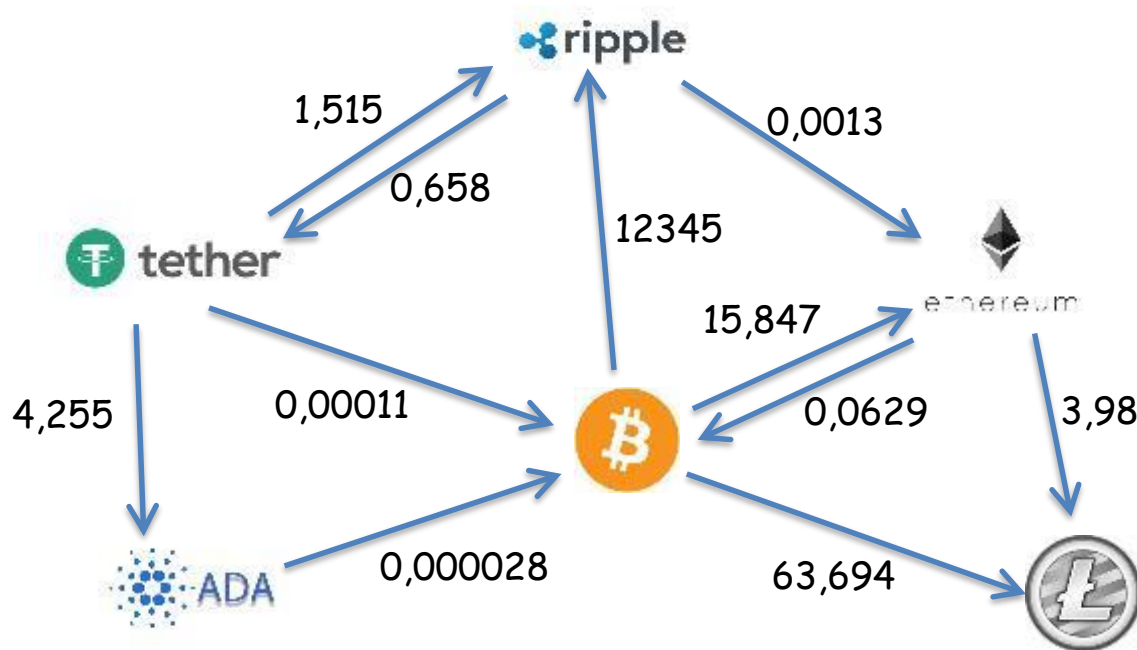 ripple
1,515
0,0013
0,658
12345
tether
ethereum
15,847
4,255
0,00011
0,0629
3,98
ADA
0,000028
63,694